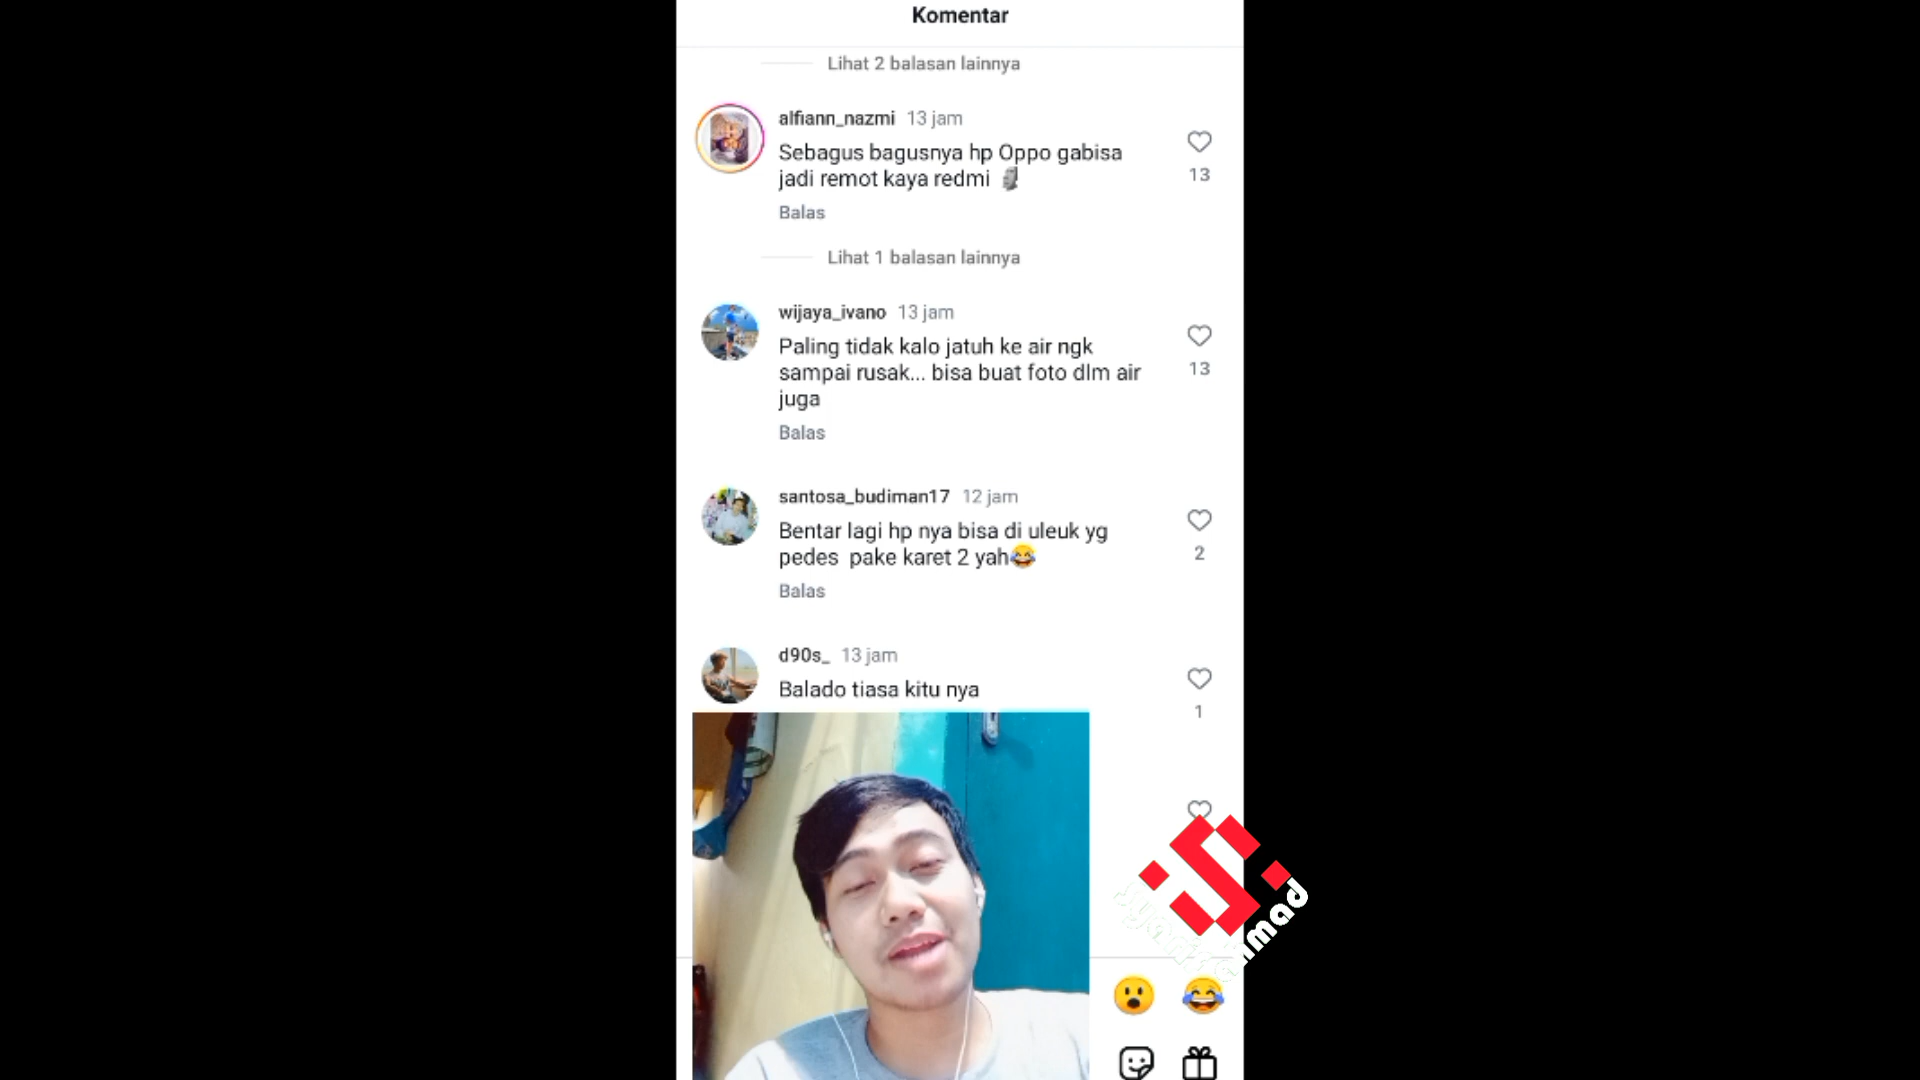 Komentar
Lihat 2 balasan lainnya
alfiann_nazmi 13 jam
Sebagus bagusnya hp Oppo gabisa
jadi remot kaya redmi 🗿
13
Balas
Lihat 1 balasan lainnya
wijaya_ivano 13 jam
Paling tidak kalo jatuh ke air ngk
sampai rusak... bisa buat foto dlm air
juga
13
Balas
santosa_budiman17 12 jam
Bentar lagi hp nya bisa di uleuk yg
pedes pake karet 2 yah😂
2
Balas
d90s_ 13 jam
Balado tiasa kitu nya
1